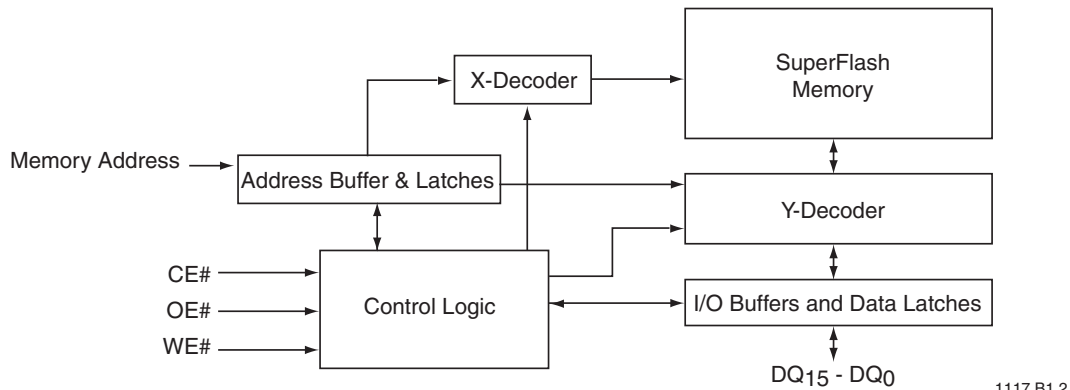 SuperFlash
Memory
X-Decoder
Memory Address
Address Buffer & Latches
Y-Decoder
CE#
OE#
WE#
Control Logic
I/O Buffers and Data Latches
DQ15 - DQ0
1117 B1.2